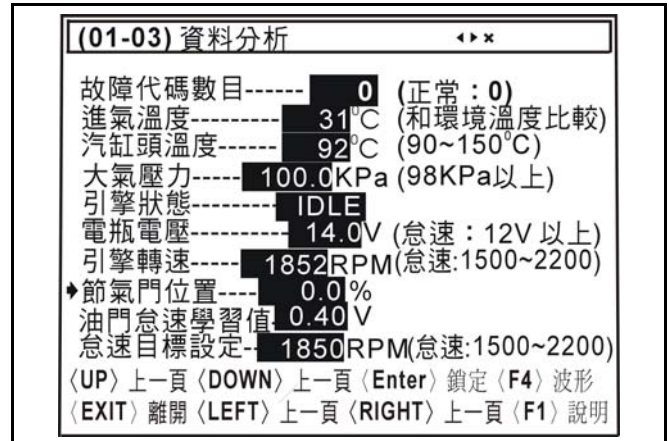 (01-03) 資料分析
故障代碼數目------ 0 (正常：0)
進氣溫度--------- 31°C (和環境溫度比較)
汽缸頭溫度------- 92°C (90~150°C)
大氣壓力----- 100.0KPa (98KPa以上)
引擎狀態--------- IDLE
電瓶電壓---------- 14.0V (怠速：12V 以上)
引擎轉速----- 1852RPM(怠速:1500~2200)
節氣門位置---- 0.0 %
油門怠速學習值- 0.40 V
怠速目標設定-- 1850RPM(怠速:1500~2200)
〈UP〉上一頁〈DOWN〉上一頁〈Enter〉鎖定〈F4〉波形
〈EXIT〉離開〈LEFT〉上一頁〈RIGHT〉上一頁〈F1〉說明